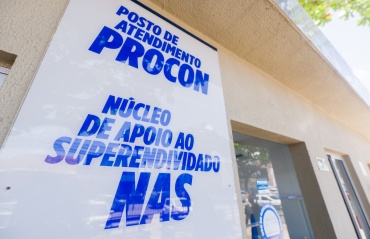 POSTO DE
ATENDIMENTO
PROCON
NÚCLEO
DE APOIO AO
SUPERENDIVIDADO
NAS